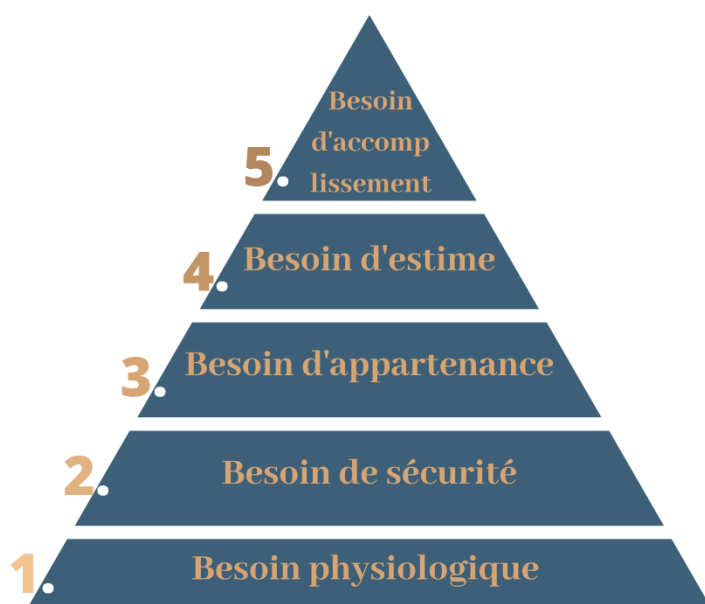 Besoin
d'accomp
lissement
5
Besoin d'estime
4
Besoin d'appartenance
3
Besoin de sécurité
2
Besoin physiologique
1